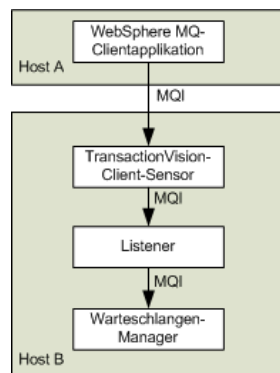 WebSphere MQ-
Clientapplikation
Host A
MQI
TransactionVision-
Client-Sensor
MQI
Listener
MQI
Warteschlangen-
Manager
Host B